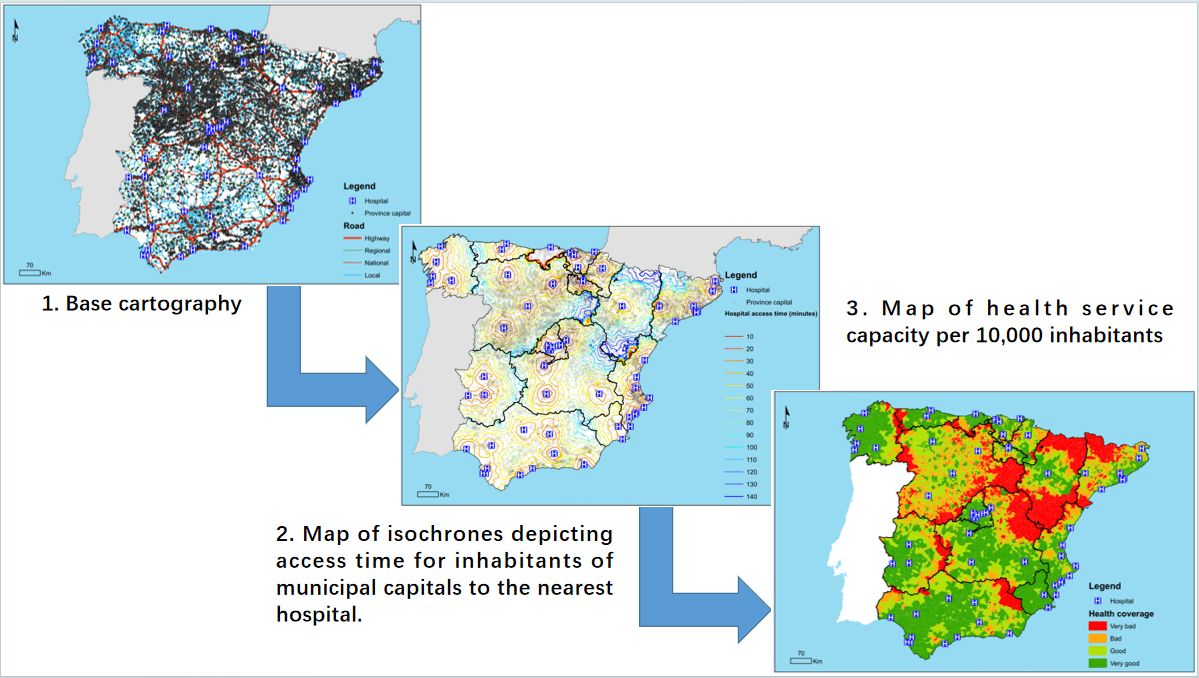 N
Legend
H Hospital
Province capital
Road
Highway
Regional
National
Local
70
Km
1. Base cartography
N
Legend
H Hospital
Province capital
Hospital access time (minutes)
10
20
30
40
50
60
70
80
90
100
110
120
130
140
70
Km
2. Map of isochrones depicting
access time for inhabitants of
municipal capitals to the nearest
hospital.
3. Map of health service
capacity per 10,000 inhabitants
N
Legend
H Hospital
Health coverage
Very bad
Bad
Good
Very good
70
Km